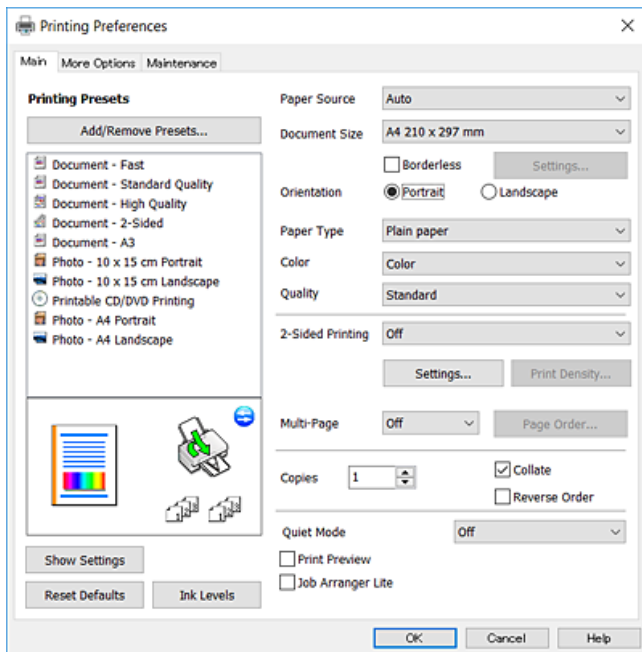 Printing Preferences
Main More Options Maintenance
Printing Presets
Add/Remove Presets...
Document - Fast
Document - Standard Quality
Document - High Quality
Document - 2-Sided
Document - A3
Photo - 10 x 15 cm Portrait
Photo - 10 x 15 cm Landscape
Printable CD/DVD Printing
Photo - A4 Portrait
Photo - A4 Landscape
Show Settings
Reset Defaults Ink Levels
Paper Source Auto
Document Size A4 210 x 297 mm
Borderless Settings...
Orientation Portrait Landscape
Paper Type Plain paper
Color Color
Quality Standard
2-Sided Printing Off
Settings... Print Density...
Multi-Page Off Page Order...
Copies 1 Collate
Reverse Order
Quiet Mode Off
Print Preview
Job Arranger Lite
OK Cancel Help